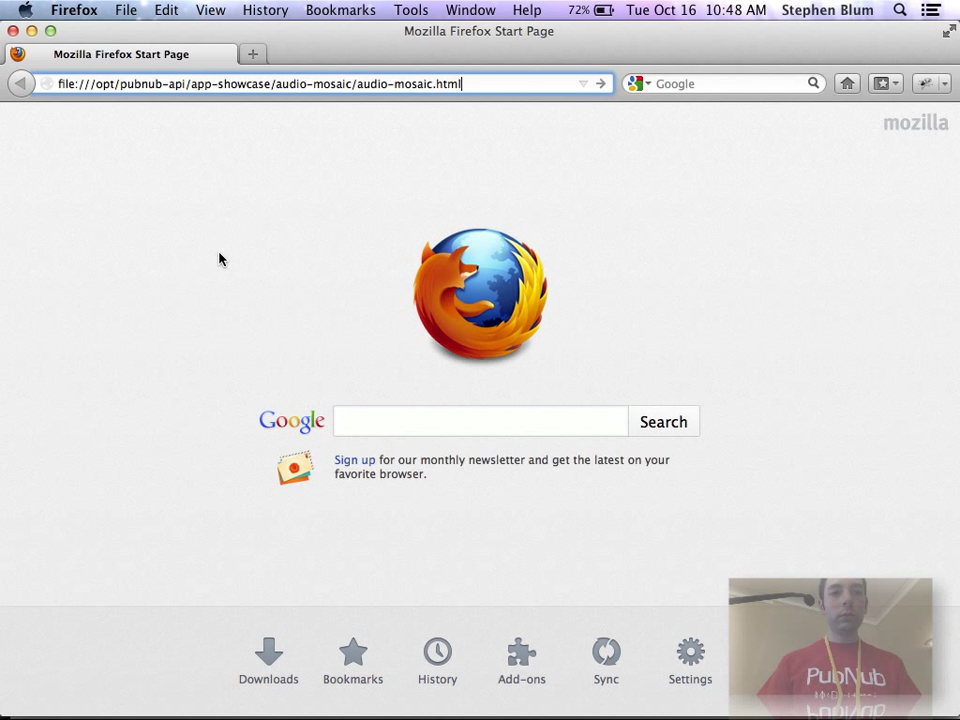 Firefox File Edit View History Bookmarks Tools Window Help 72% Tue Oct 16 10:48 AM Stephen Blum
Mozilla Firefox Start Page
Mozilla Firefox Start Page
file:///opt/pubnub-api/app-showcase/audio-mosaic/audio-mosaic.html Google
mozilla
Google Search
Sign up for our monthly newsletter and get the latest on your
favorite browser.
Downloads Bookmarks History Add-ons Sync Settings
PubNub